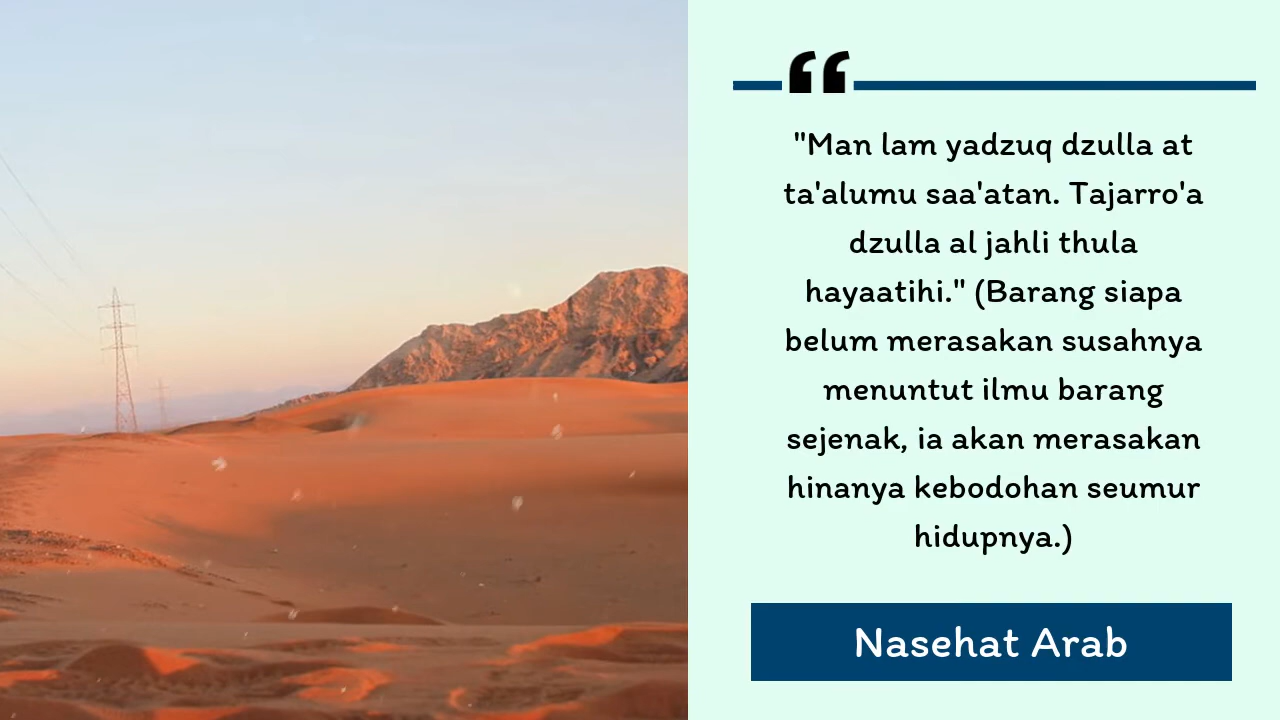 "Man lam yadzuq dzulla at
ta'alumu saa'atan. Tajarro'a
dzulla al jahli thula
hayaatihi." (Barang siapa
belum merasakan susahnya
menuntut ilmu barang
sejenak, ia akan merasakan
hinanya kebodohan seumur
hidupnya.)
Nasehat Arab